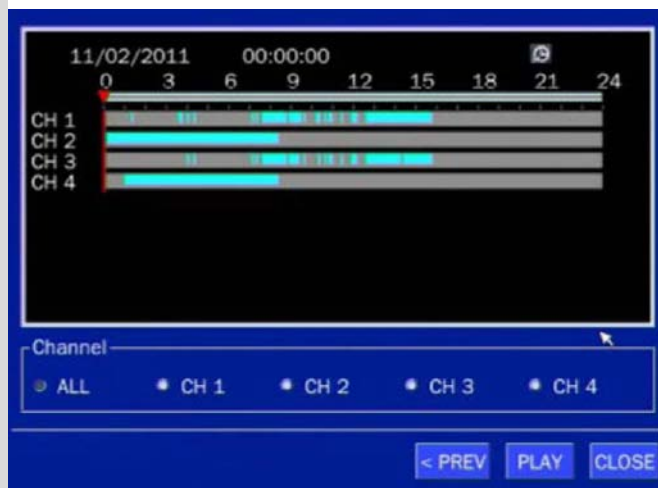 11/02/2011 00:00:00
0 3 6 9 12 15 18 21 24
CH 1
CH 2
CH 3
CH 4
Channel
ALL CH 1 CH 2 CH 3 CH 4
< PREV PLAY CLOSE